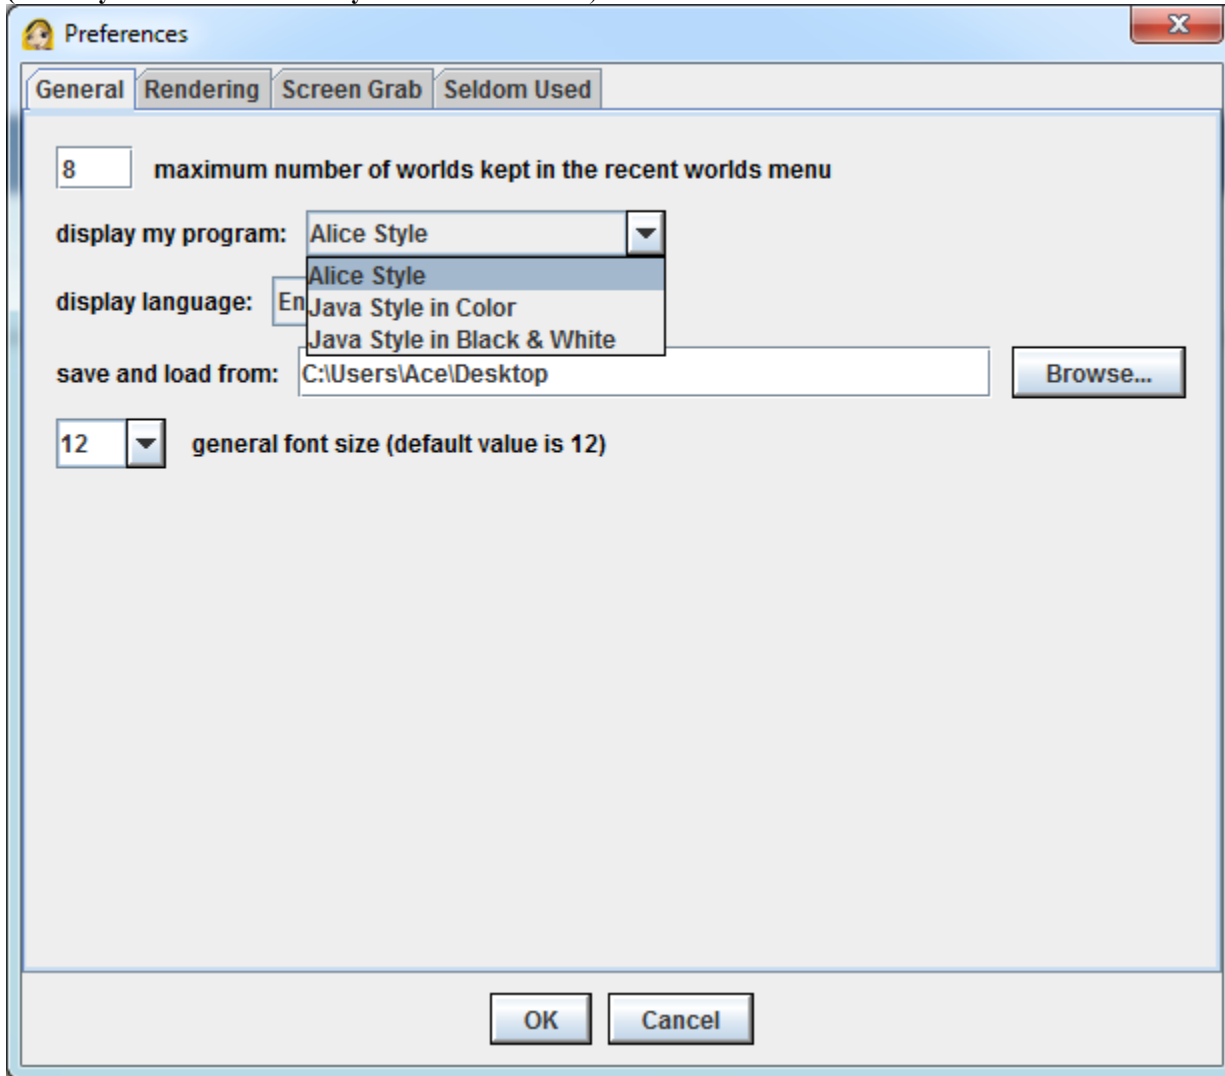 Preferences
X
General Rendering Screen Grab Seldom Used
8 maximum number of worlds kept in the recent worlds menu
display my program: Alice Style
Alice Style
display language: En
Java Style in Color
Java Style in Black & White
save and load from: C:\Users\Ace\Desktop Browse...
12 general font size (default value is 12)
OK Cancel